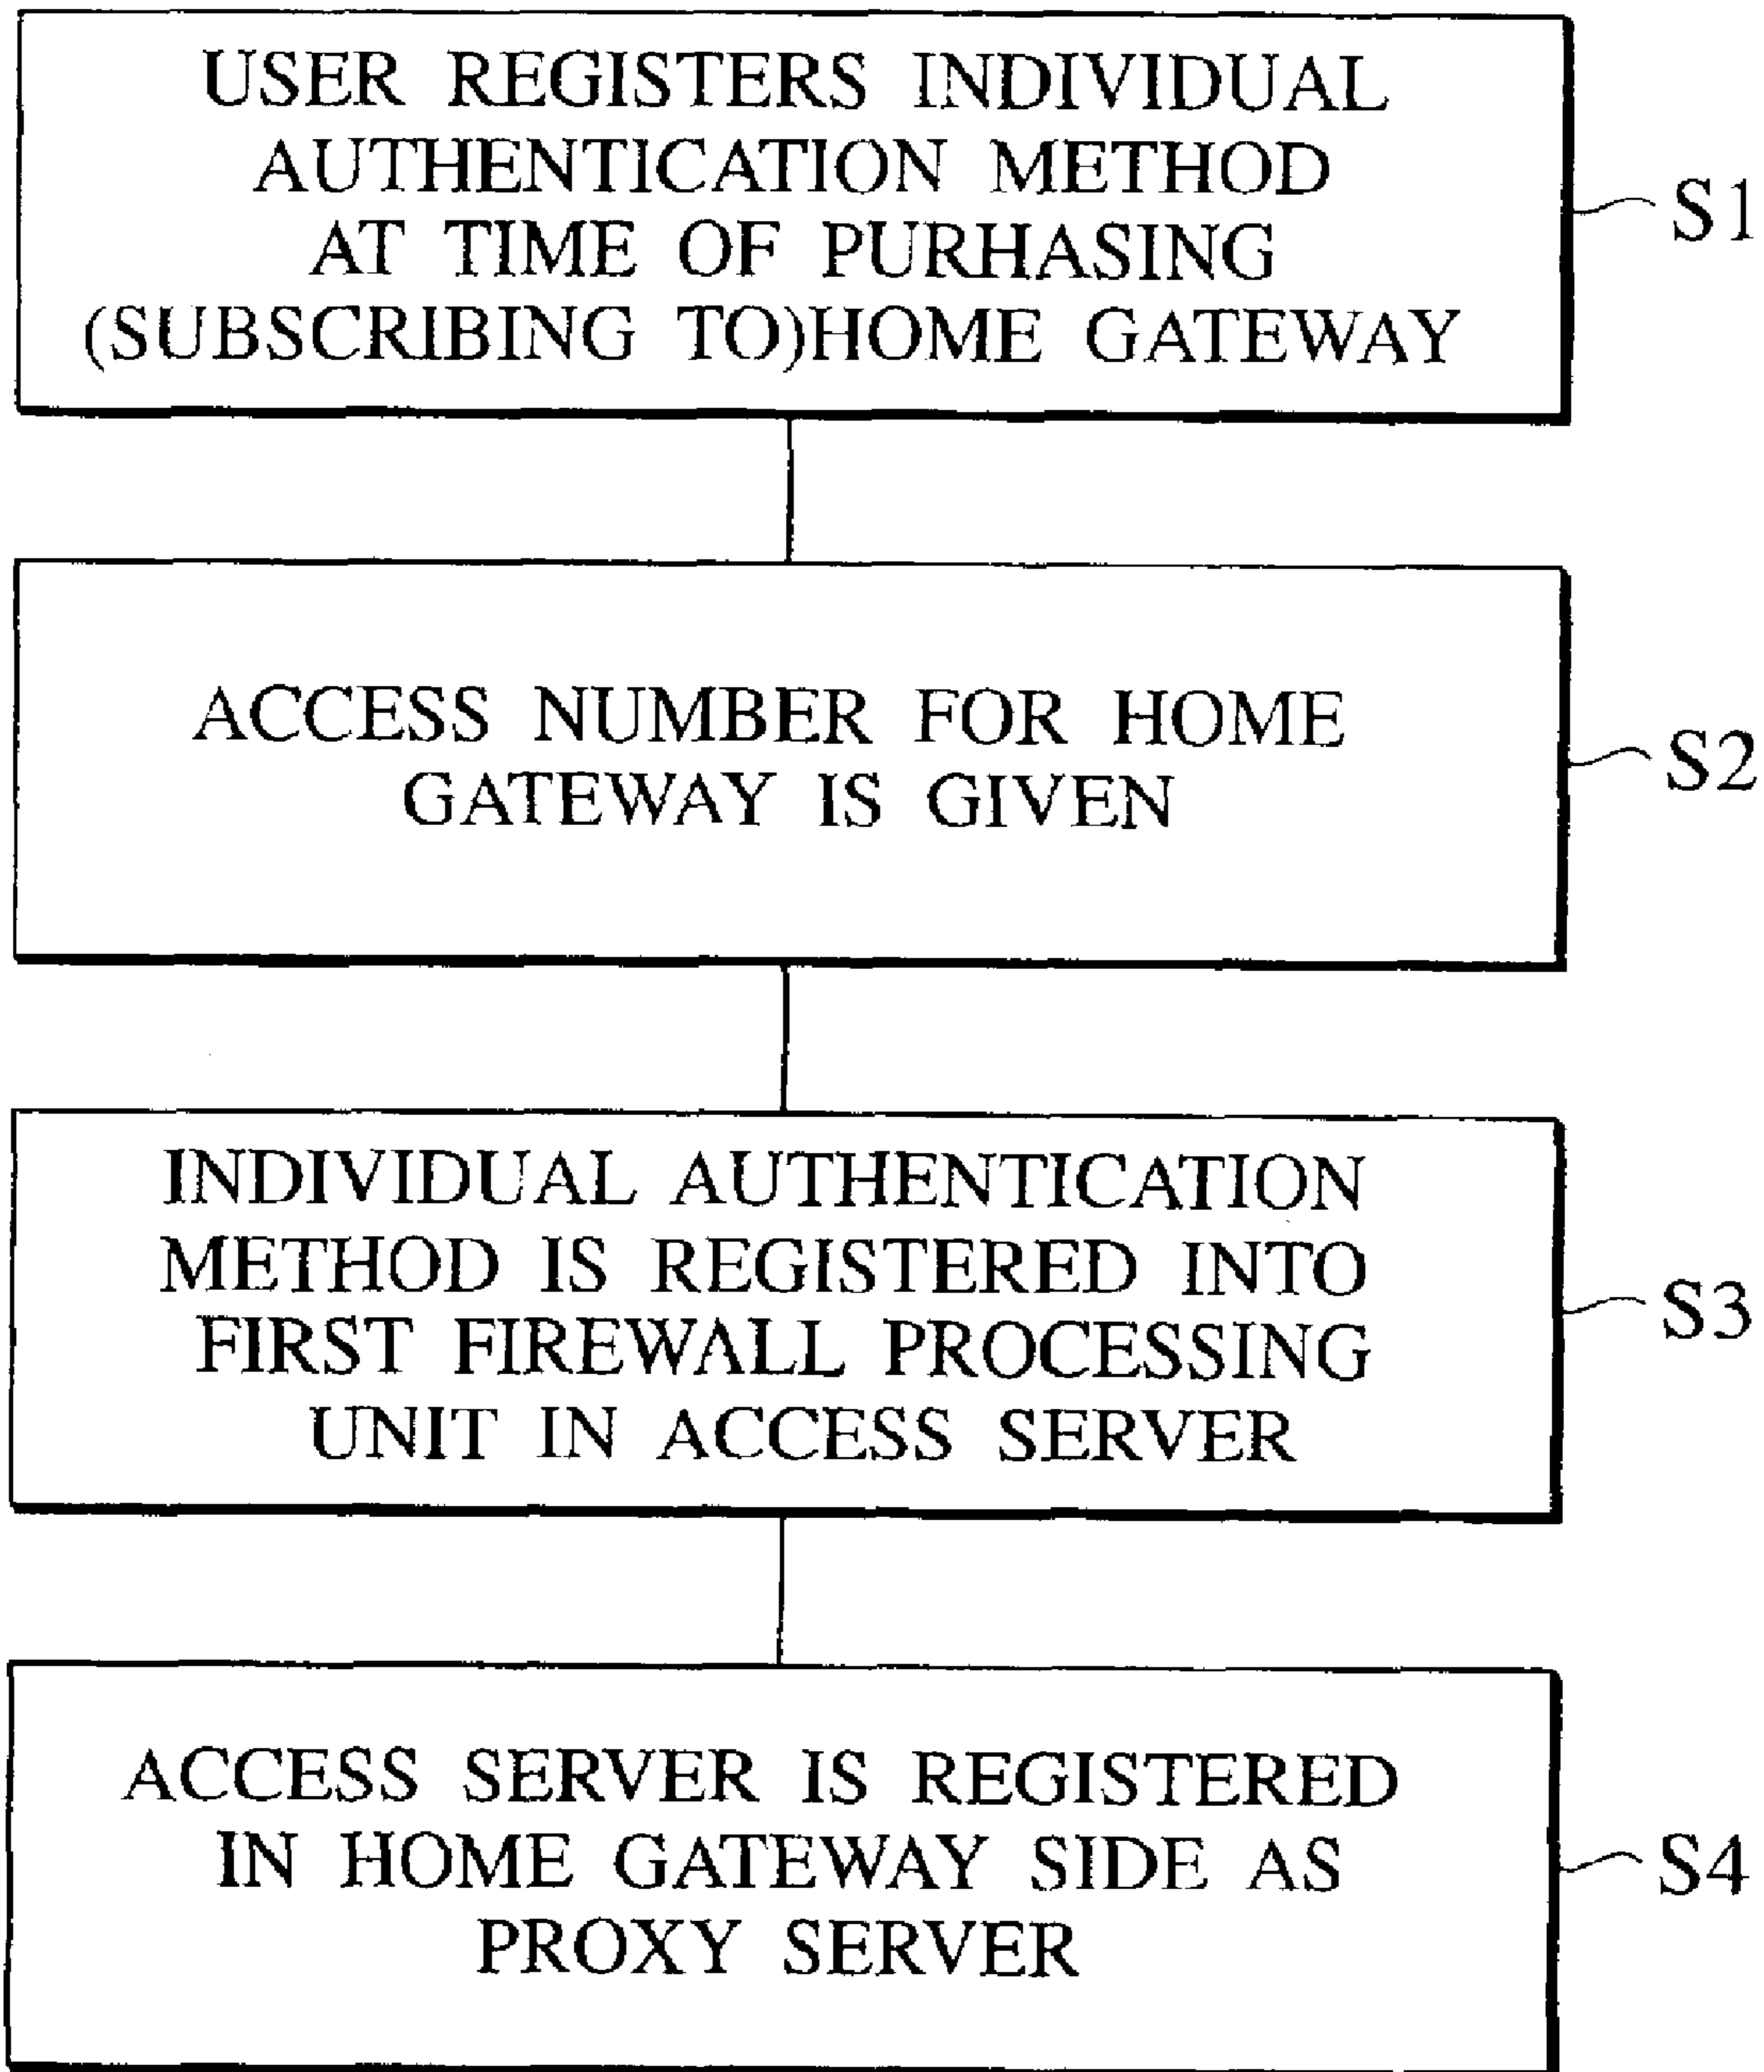 USER REGISTERS INDIVIDUAL
AUTHENTICATION METHOD
AT TIME OF PURHASING
(SUBSCRIBING TO)HOME GATEWAY
S1
ACCESS NUMBER FOR HOME
GATEWAY IS GIVEN
S2
INDIVIDUAL AUTHENTICATION
METHOD IS REGISTERED INTO
FIRST FIREWALL PROCESSING
UNIT IN ACCESS SERVER
S3
ACCESS SERVER IS REGISTERED
IN HOME GATEWAY SIDE AS
PROXY SERVER
S4